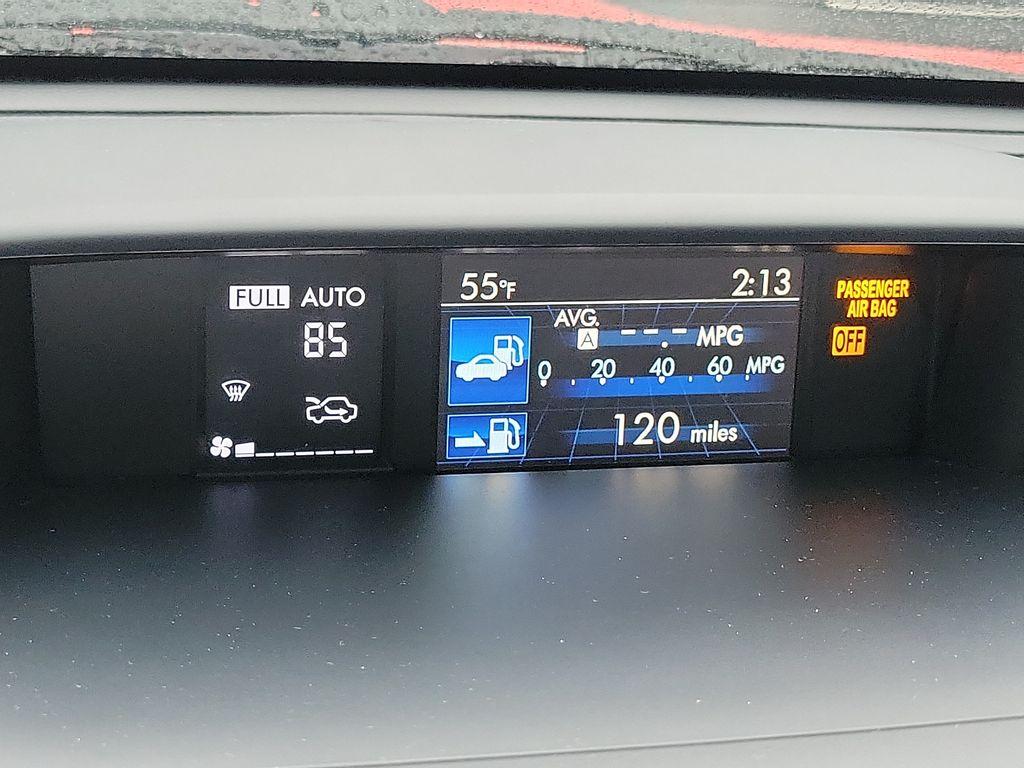 FULL AUTO
85
55°F 2:13
AVG.
A -- -.- MPG
0 20 40 60 MPG
120 miles
PASSENGER
AIR BAG
OFF